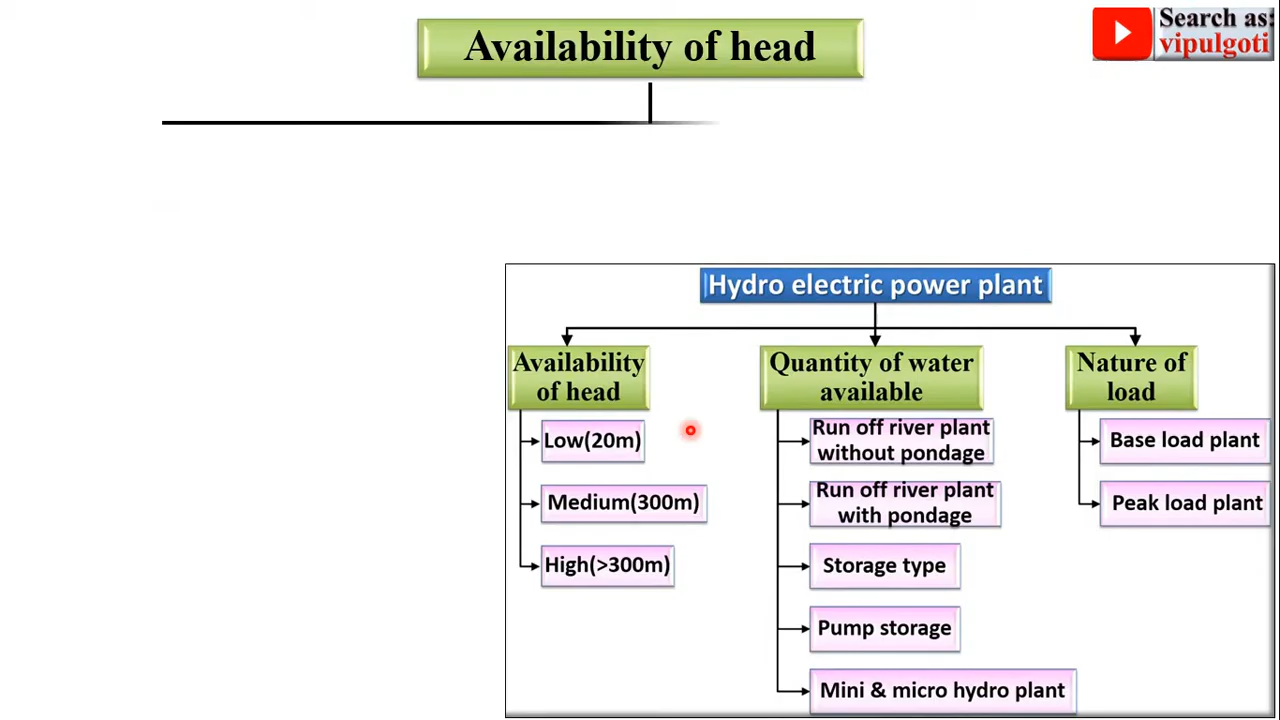 Availability of head
Search as:
vipulgoti
Hydro electric power plant
Availability
of head
Low(20m)
Medium(300m)
High(>300m)
Quantity of water
available
Run off river plant
without pondage
Run off river plant
with pondage
Storage type
Pump storage
Mini & micro hydro plant
Nature of
load
Base load plant
Peak load plant